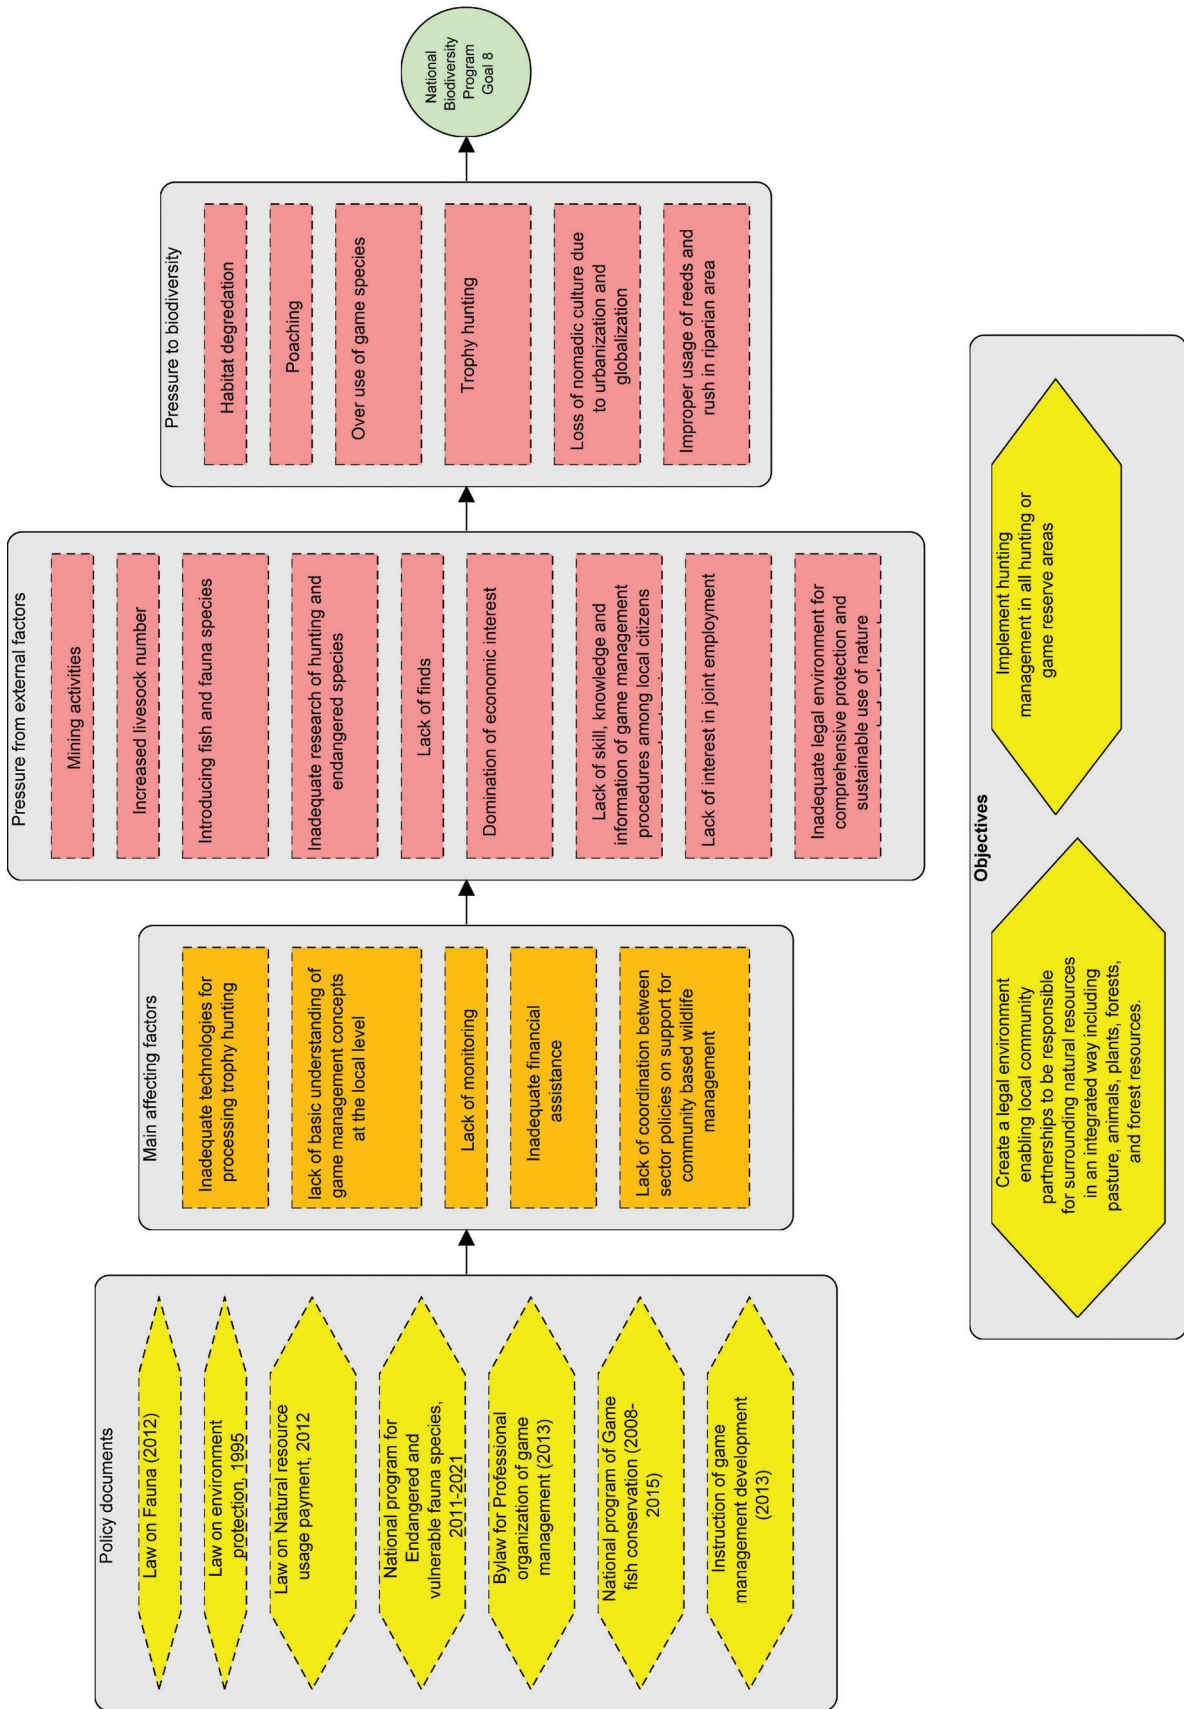 Policy documents
Law on Fauna (2012)
Law on environment
protection, 1995
Law on Natural resource
usage payment, 2012
National program for
Endangered and
vulnerable fauna species,
2011-2021
Bylaw for Professional
organization of game
management (2013)
National program of Game
fish conservation (2008-
2015)
Instruction of game
management development
(2013)
Main affecting factors
Inadequate technologies for
processing trophy hunting
lack of basic understanding of
game management concepts
at the local level
Lack of monitoring
Inadequate financial
assistance
Lack of coordination between
sector policies on support for
community based wildlife
management
Pressure from external factors
Mining activities
Increased livesock number
Introducing fish and fauna species
Inadequate research of hunting and
endangered species
Lack of finds
Domination of economic interest
Lack of skill, knowledge and
information of game management
procedures among local citizens
Lack of interest in joint employment
Inadequate legal environment for
comprehensive protection and
sustainable use of nature
Pressure to biodiversity
Habitat degredation
Poaching
Over use of game species
Trophy hunting
Loss of nomadic culture due
to urbanization and
globalization
Improper usage of reeds and
rush in riparian area
National
Biodiversity
Program
Goal 8
Objectives
Create a legal environment
enabling local community
partnerships to be responsible
for surrounding natural resources
in an integrated way including
pasture, animals, plants, forests,
and forest resources.
Implement hunting
management in all hunting or
game reserve areas